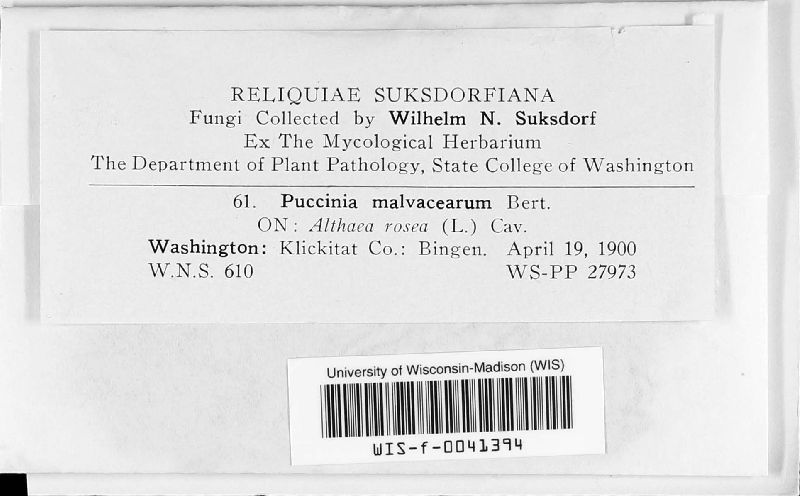 RELIQUIAE SUKSDORFIANA
Fungi Collected by Wilhelm N. Suksdorf
Ex The Mycological Herbarium
The Department of Plant Pathology, State College of Washington
61. Puccinia malvacearum Bert.
ON: Althaea rosea (L.) Cav.
Washington: Klickitat Co.: Bingen. April 19, 1900
W.N.S. 610 WS-PP 27973
University of Wisconsin-Madison (WIS)
WIS-f-0041394